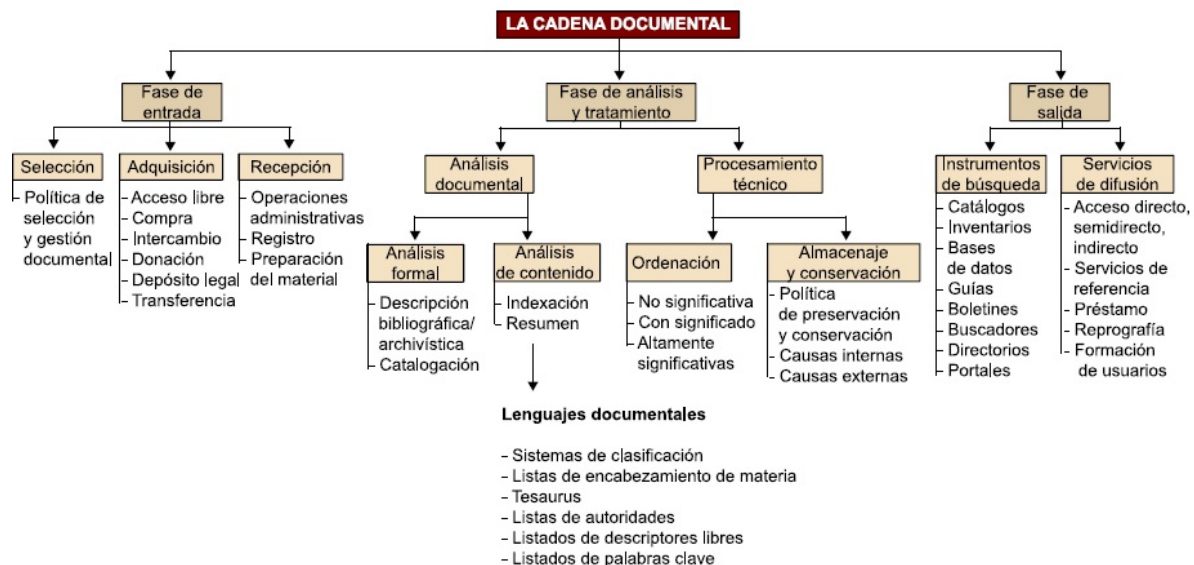 LA CADENA DOCUMENTAL
Fase de
entrada
Selección
- Política de
selección
y gestión
documental
Adquisición
- Acceso libre
- Compra
- Intercambio
- Donación
- Depósito legal
- Transferencia
Recepción
- Operaciones
administrativas
- Registro
- Preparación
del material
Fase de análisis
y tratamiento
Análisis
documental
Análisis
formal
- Descripción
bibliográfica/
archivística
- Catalogación
Análisis
de contenido
- Indexación
- Resumen
Lenguajes documentales
- Sistemas de clasificación
- Listas de encabezamiento de materia
- Tesaurus
- Listas de autoridades
- Listados de descriptores libres
- Listados de palabras clave
Procesamiento
técnico
Ordenación
- No significativa
- Con significado
- Altamente
significativas
Almacenaje
y conservación
- Política
de preservación
y conservación
- Causas internas
- Causas externas
Fase de
salida
Instrumentos
de búsqueda
- Catálogos
- Inventarios
- Bases
de datos
- Guías
- Boletines
- Buscadores
- Directorios
- Portales
Servicios
de difusión
- Acceso directo,
semidirecto,
indirecto
- Servicios de
referencia
- Préstamo
- Reprografía
- Formación
de usuarios